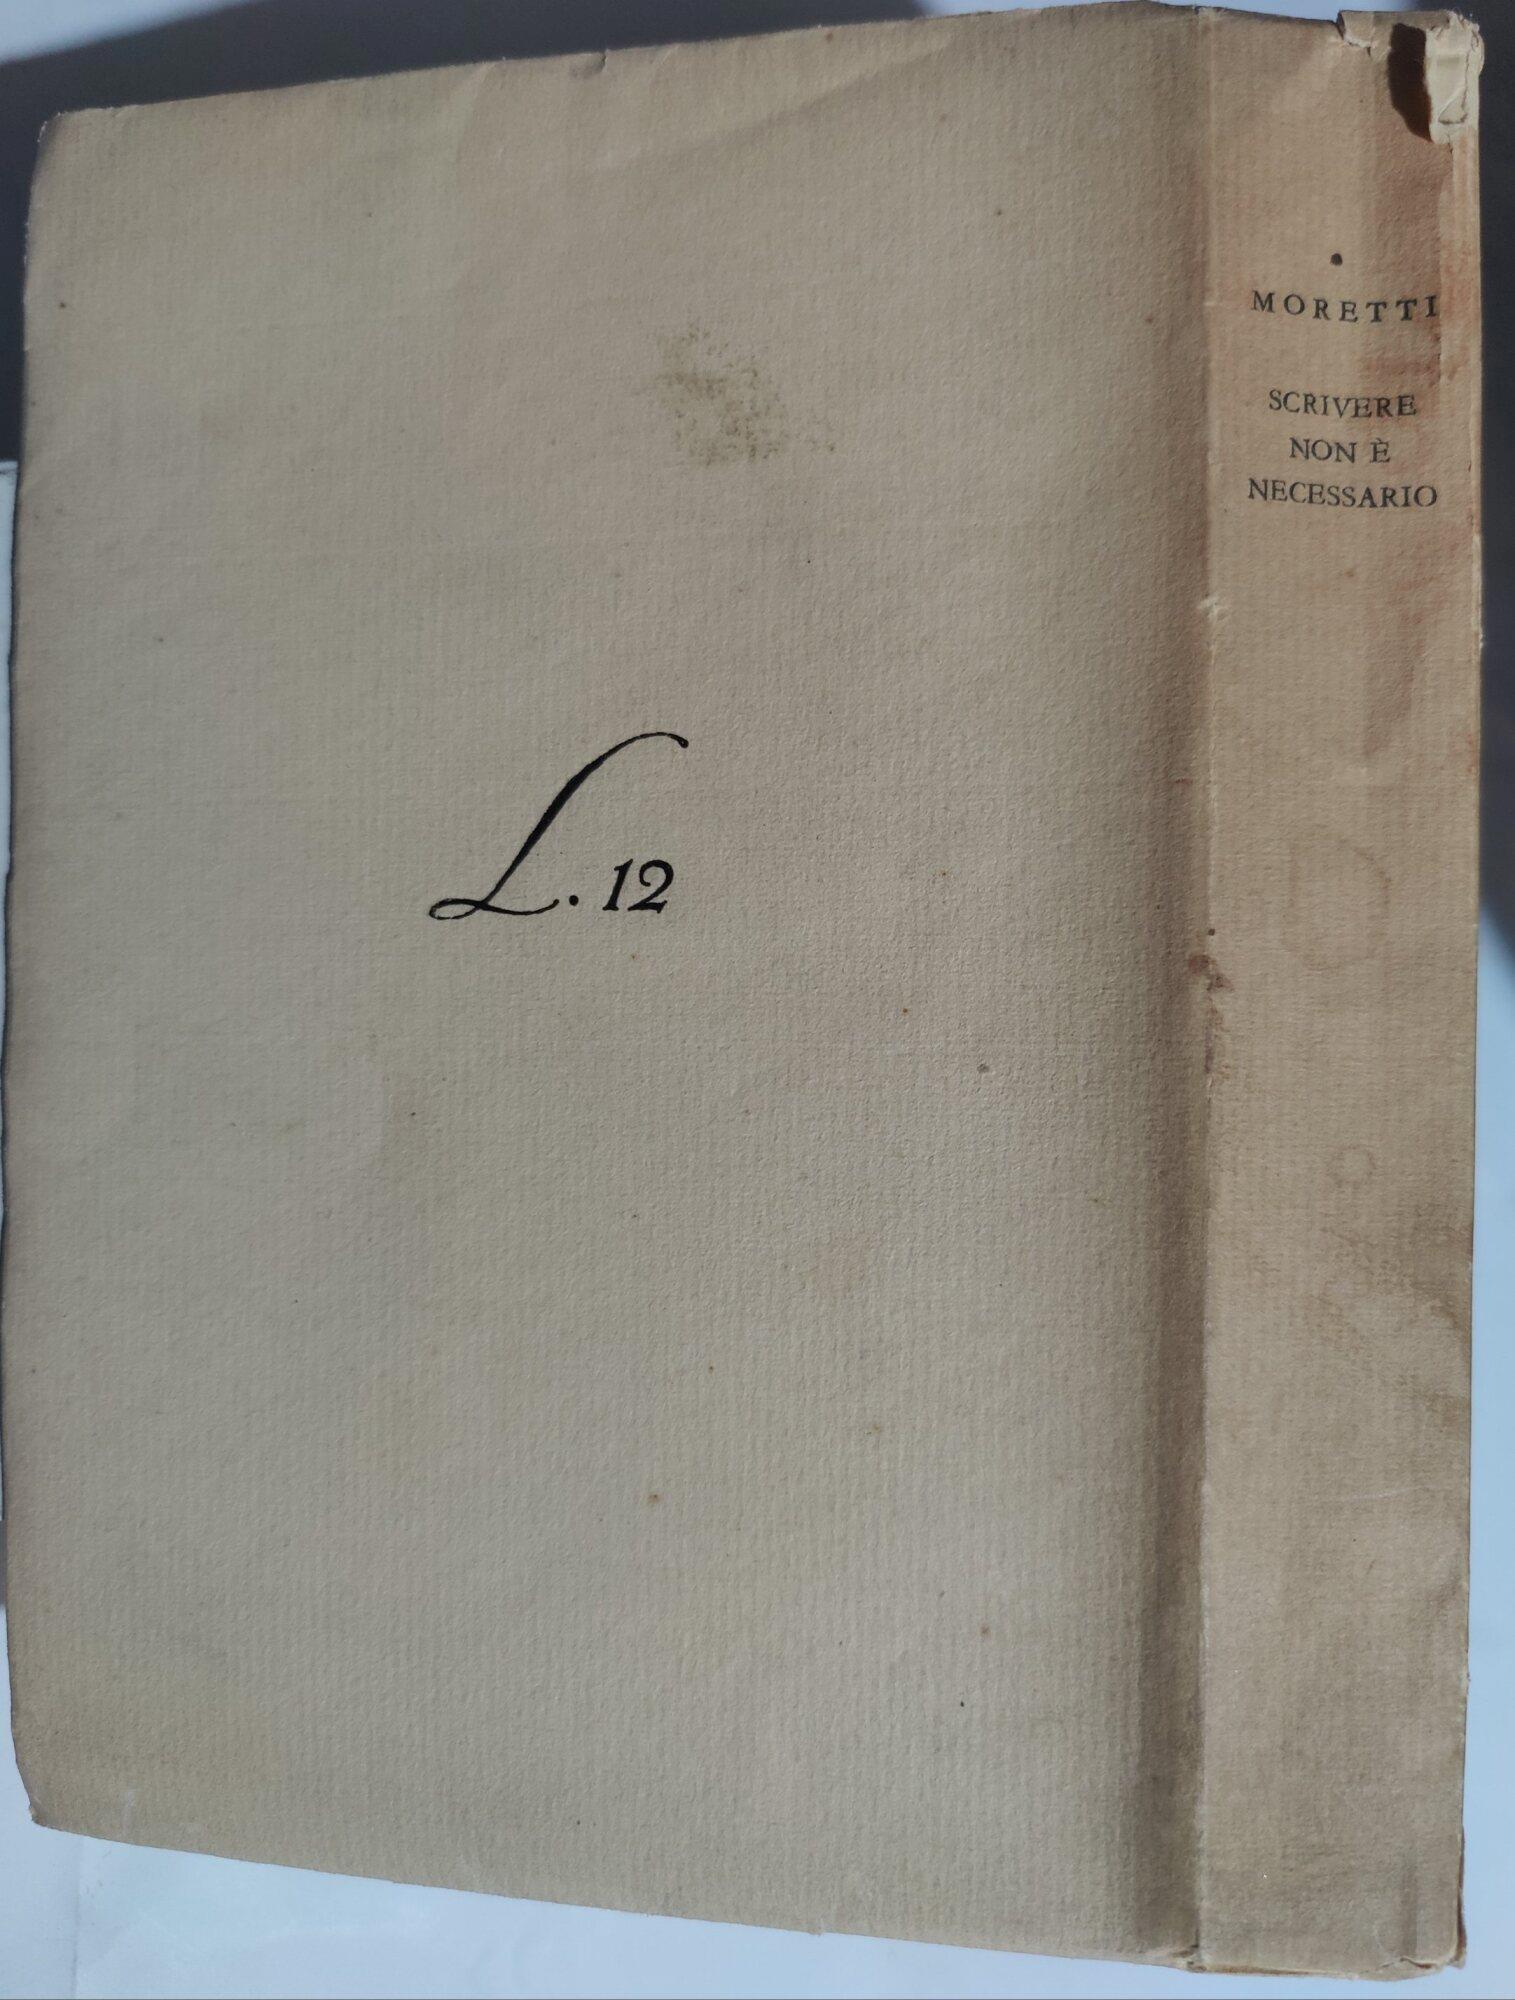 L. 12
MORETTI
SCRIVERE
NON È
NECESSARIO